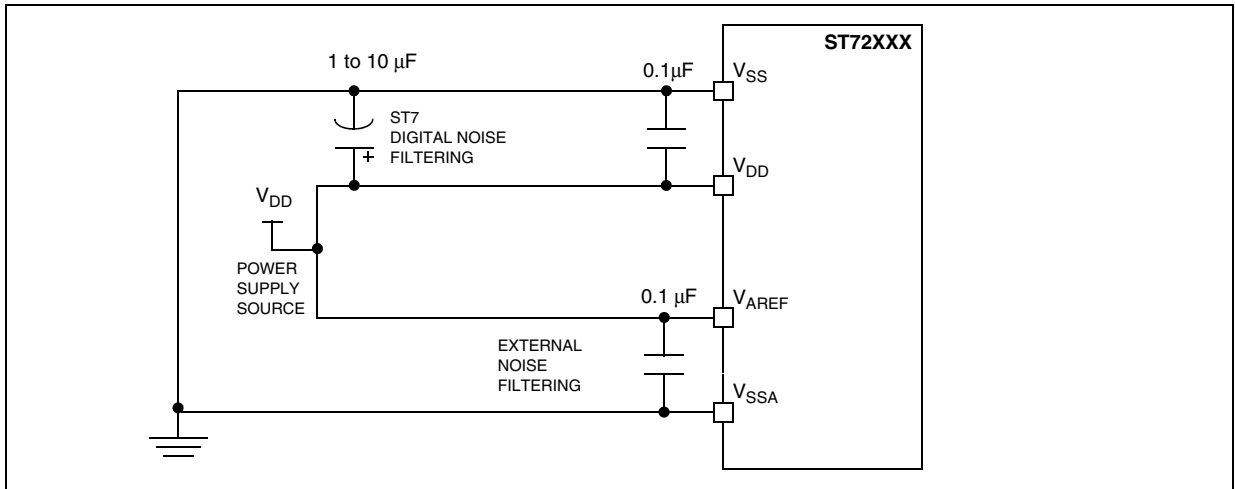 ST72XXX
1 to 10 μF
0.1μF
VSS
ST7
DIGITAL NOISE
FILTERING
+
VDD
VDD
POWER
SUPPLY
SOURCE
0.1 μF
VAREF
EXTERNAL
NOISE
FILTERING
VSSA